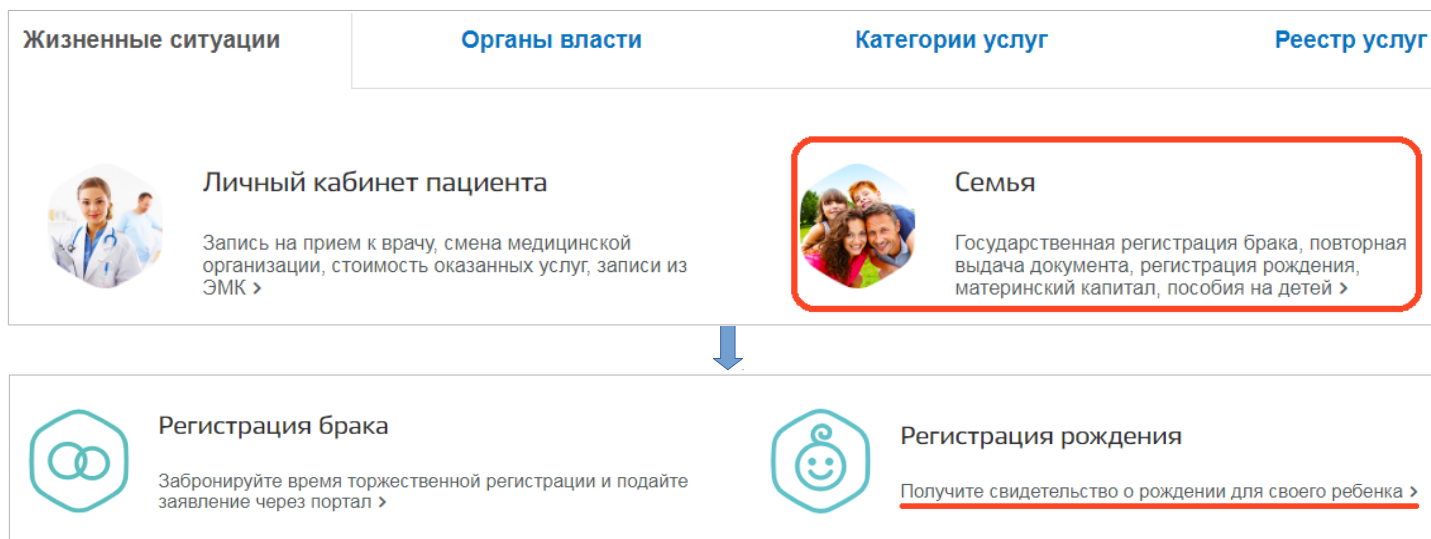 Жизненные ситуации
Органы власти
Категории услуг
Реестр услуг
Личный кабинет пациента
Запись на прием к врачу, смена медицинской
организации, стоимость оказанных услуг, записи из
ЭМК >
Семья
Государственная регистрация брака, повторная
выдача документа, регистрация рождения,
материнский капитал, пособия на детей >
Регистрация брака
Забронируйте время торжественной регистрации и подайте
заявление через портал >
Регистрация рождения
Получите свидетельство о рождении для своего ребенка >